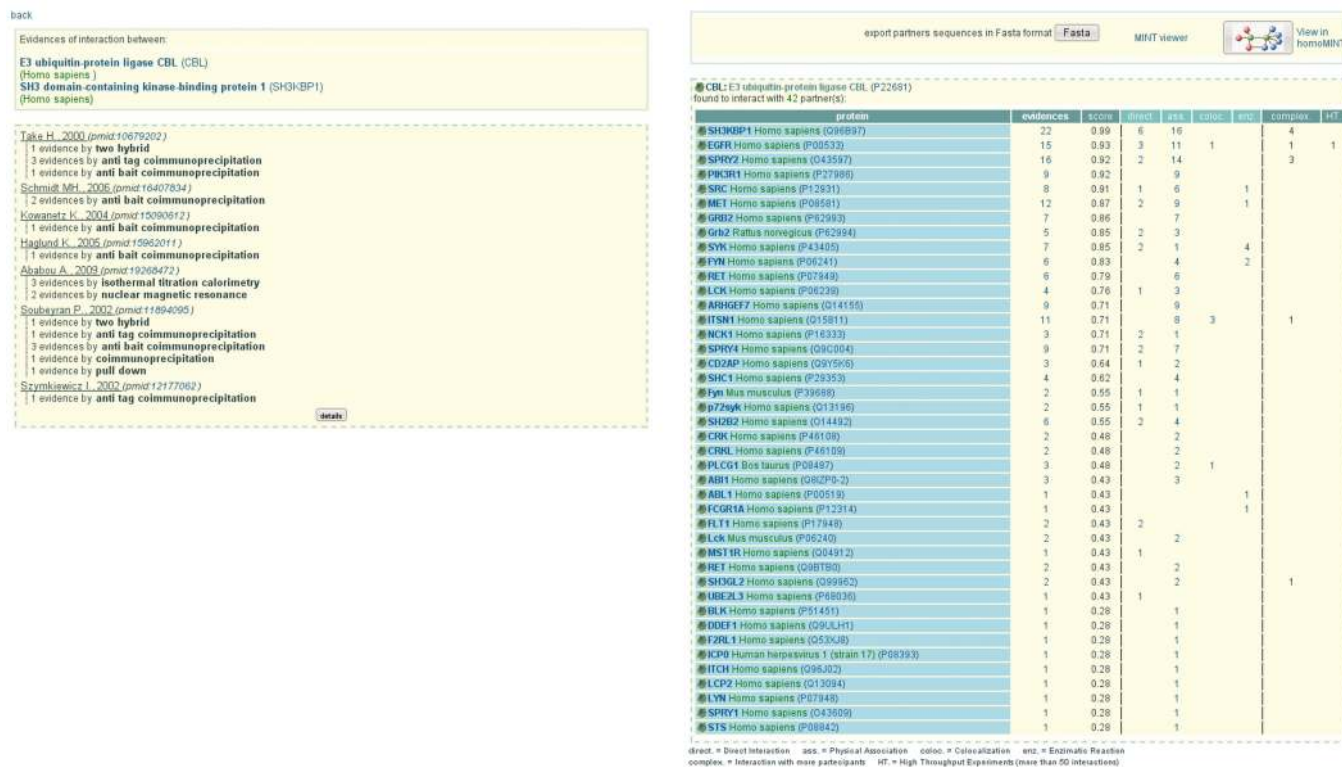 back
Evidences of interaction between:
E3 ubiquitin-protein ligase CBL (CBL)
(Homo sapiens )
SH3 domain-containing kinase-binding protein 1 (SH3KBP1)
(Homo sapiens)
Take H., 2000 (pmid:10679202)
1 evidence by two hybrid
3 evidences by anti tag coimmunoprecipitation
1 evidence by anti bait coimmunoprecipitation
Schmidt MH., 2006 (pmid:16407834)
2 evidences by anti bait coimmunoprecipitation
Kowanetz K., 2004 (pmid:15090612)
1 evidence by anti bait coimmunoprecipitation
Haglund K., 2005 (pmid:15962011)
1 evidence by anti bait coimmunoprecipitation
Ababou A., 2009 (pmid:19268472)
3 evidences by isothermal titration calorimetry
2 evidences by nuclear magnetic resonance
Soubeyran P., 2002 (pmid:11894095)
1 evidence by two hybrid
1 evidence by anti tag coimmunoprecipitation
3 evidences by anti bait coimmunoprecipitation
1 evidence by coimmunoprecipitation
1 evidence by pull down
Szymkiewicz I., 2002 (pmid:12177062)
1 evidence by anti tag coimmunoprecipitation
details
export partners sequences in Fasta format Fasta MINT viewer View in
homoMINT
CBL: E3 ubiquitin-protein ligase CBL (P22681)
found to interact with 42 partner(s):
protein evidences score direct ass. coloc. enz. complex HT.
SH3KBP1 Homo sapiens (Q96B97) 22 0.99 6 16 4
EGFR Homo sapiens (P00533) 15 0.93 3 11 1 1 1
SPRY2 Homo sapiens (O43597) 16 0.92 2 14 3
PIK3R1 Homo sapiens (P27986) 9 0.92 9
SRC Homo sapiens (P12931) 8 0.91 1 6 1
MET Homo sapiens (P08581) 12 0.87 2 9 1
GRB2 Homo sapiens (P62993) 7 0.86 7
Grb2 Rattus norvegicus (P62994) 5 0.85 2 3
SYK Homo sapiens (P43405) 7 0.85 2 1 4
FYN Homo sapiens (P06241) 6 0.83 4 2
RET Homo sapiens (P07949) 6 0.79 6
LCK Homo sapiens (P06239) 4 0.76 1 3
ARHGEF7 Homo sapiens (Q14155) 9 0.71 9
ITSN1 Homo sapiens (Q15811) 11 0.71 8 3 1
NCK1 Homo sapiens (P16333) 3 0.71 2 1
SPRY4 Homo sapiens (Q9C004) 9 0.71 2 7
CD2AP Homo sapiens (Q9Y5K6) 3 0.64 1 2
SHC1 Homo sapiens (P29353) 4 0.62 4
Fyn Mus musculus (P39688) 2 0.55 1 1
p72syk Homo sapiens (Q13196) 2 0.55 1 1
SH2B2 Homo sapiens (O14492) 6 0.55 2 4
CRK Homo sapiens (P46108) 2 0.48 2
CRKL Homo sapiens (P46109) 2 0.48 2
PLCG1 Bos taurus (P08487) 3 0.48 2 1
ABI1 Homo sapiens (Q8IZP0-2) 3 0.43 3
ABL1 Homo sapiens (P00519) 1 0.43 1
FCGR1A Homo sapiens (P12314) 1 0.43 1
FLT1 Homo sapiens (P17948) 2 0.43 2
Lck Mus musculus (P06240) 2 0.43 2
MST1R Homo sapiens (Q04912) 1 0.43 1
RET Homo sapiens (Q9BTB0) 2 0.43 2
SH3GL2 Homo sapiens (Q99962) 2 0.43 2 1
UBE2L3 Homo sapiens (P68036) 1 0.43 1
BLK Homo sapiens (P51451) 1 0.28 1
DDEF1 Homo sapiens (Q9ULH1) 1 0.28 1
F2RL1 Homo sapiens (Q53XJ8) 1 0.28 1
ICP0 Human herpesvirus 1 (strain 17) (P08393) 1 0.28 1
ITCH Homo sapiens (Q96J02) 1 0.28 1
LCP2 Homo sapiens (Q13094) 1 0.28 1
LYN Homo sapiens (P07948) 1 0.28 1
SPRY1 Homo sapiens (O43609) 1 0.28 1
STS Homo sapiens (P08842) 1 0.28 1
direct. = Direct Interaction ass. = Physical Association coloc. = Colocalization enz. = Enzimatic Reaction
complex. = Interaction with more partecipants HT. = High Throughput Experiments (more than 50 interactions)